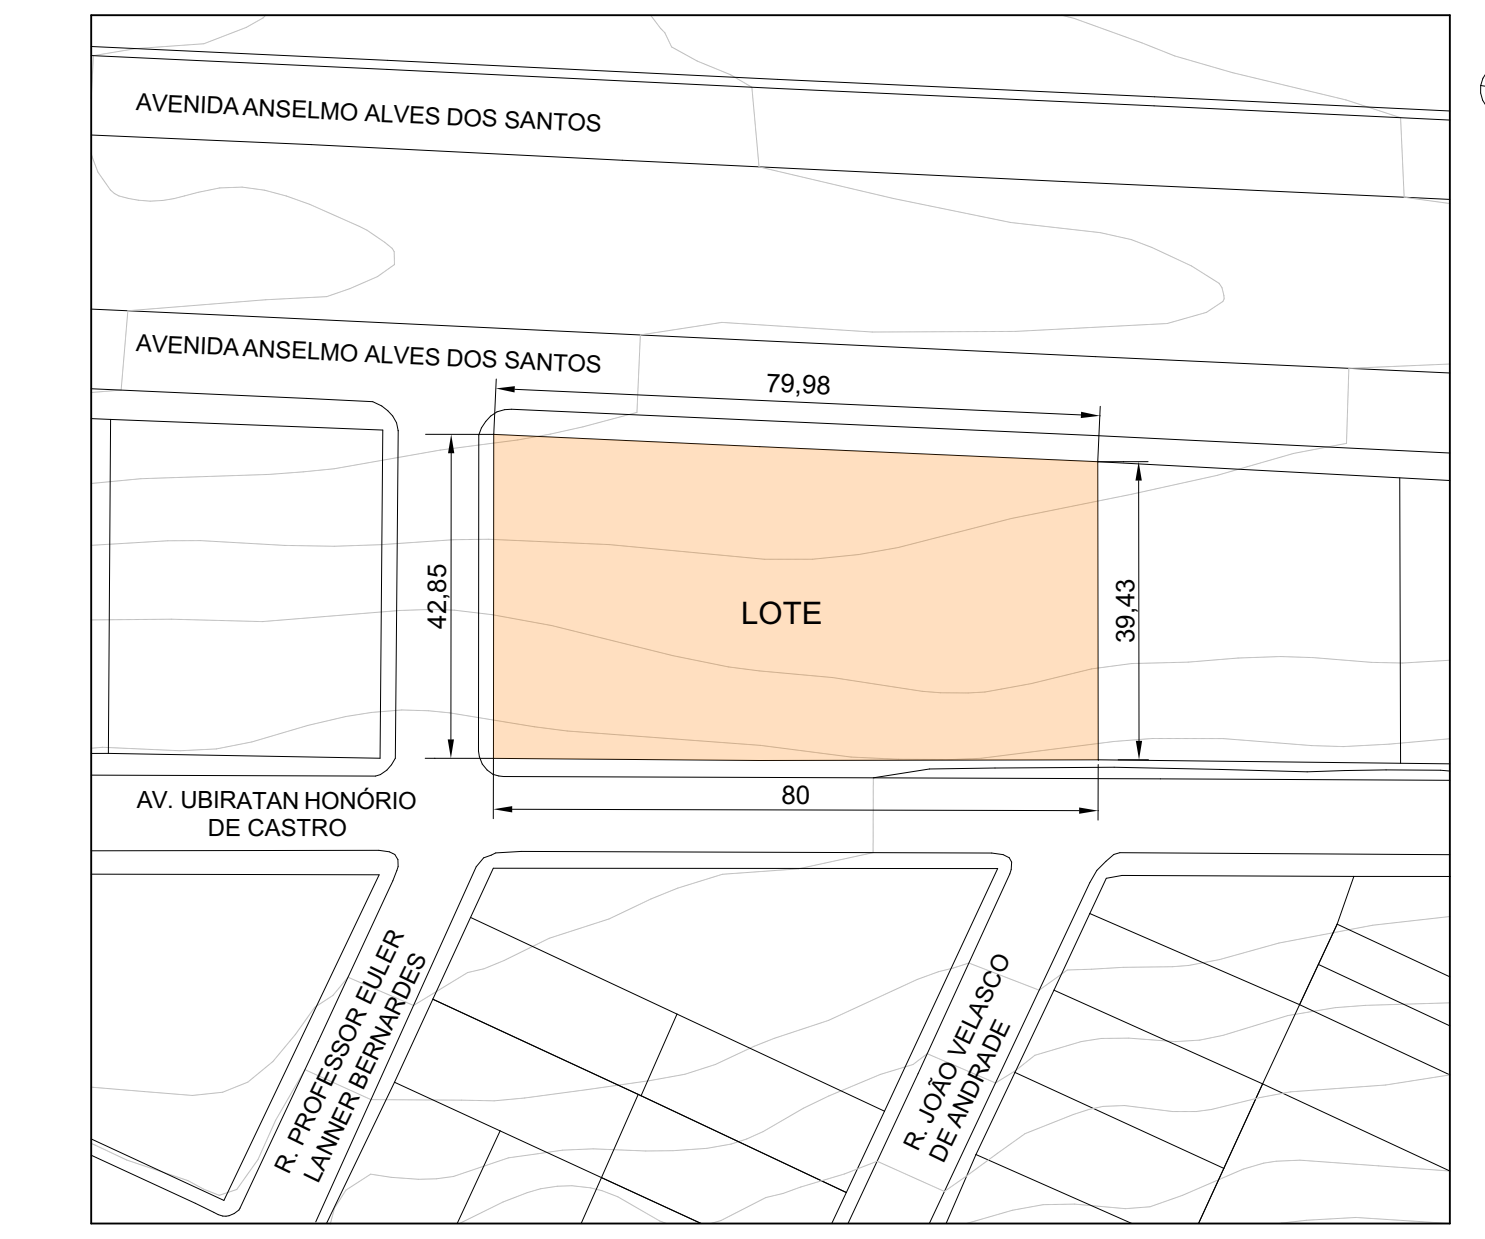 AVENIDA ANSELMO ALVES DOS SANTOS
AVENIDA ANSELMO ALVES DOS SANTOS
79,98
42,85
LOTE
39,43
80
AV. UBIRATAN HONÓRIO
DE CASTRO
R. PROFESSOR EULER
LANNER BERNARDES
R. JOÃO VELASCO
DE ANDRADE